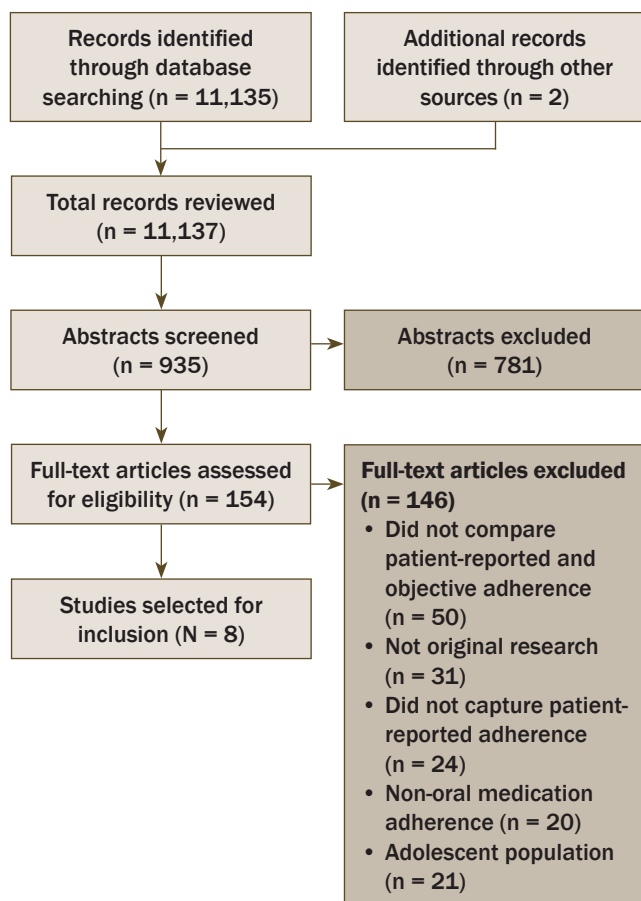 Records identified
through database
searching (n = 11,135)
Additional records
identified through other
sources (n = 2)
Total records reviewed
(n = 11,137)
Abstracts screened
(n = 935)
Abstracts excluded
(n = 781)
Full-text articles assessed
for eligibility (n = 154)
Full-text articles excluded
(n = 146)
• Did not compare
patient-reported and
objective adherence
(n = 50)
• Not original research
(n = 31)
• Did not capture patient-
reported adherence
(n = 24)
• Non-oral medication
adherence (n = 20)
• Adolescent population
(n = 21)
Studies selected for
inclusion (N = 8)